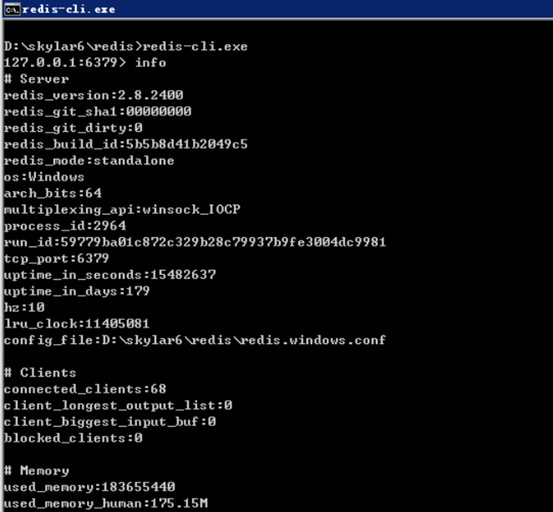 redis-cli.exe
D:\skylar6\redis>redis-cli.exe
127.0.0.1:6379> info
# Server
redis_version:2.8.2400
redis_git_sha1:00000000
redis_git_dirty:0
redis_build_id:5b5b8d41b2049c5
redis_mode:standalone
os:Windows
arch_bits:64
multiplexing_api:winsock_IOCP
process_id:2964
run_id:59779ba01c872c329b28c79937b9fe3004dc9981
tcp_port:6379
uptime_in_seconds:15482637
uptime_in_days:179
hz:10
lru_clock:11405081
config_file:D:\skylar6\redis\redis.windows.conf
# Clients
connected_clients:68
client_longest_output_list:0
client_biggest_input_buf:0
blocked_clients:0
# Memory
used_memory:183655440
used_memory_human:175.15M